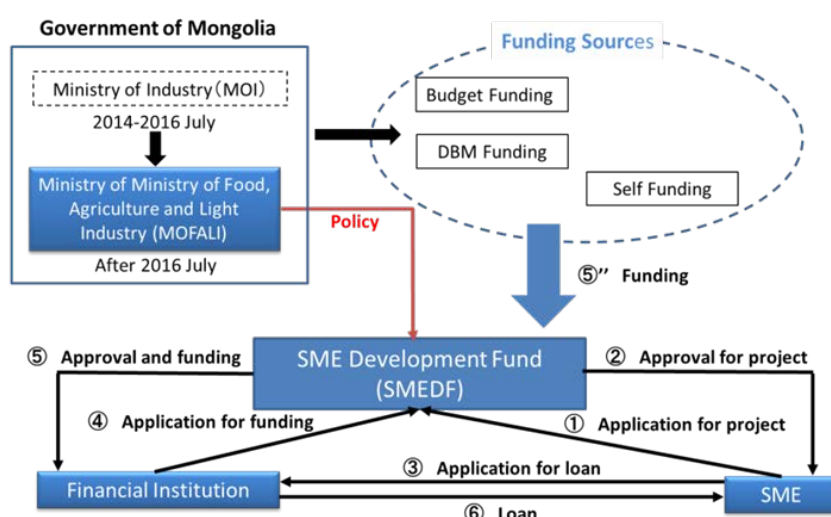 Government of Mongolia
Ministry of Industry(MOI)
2014-2016 July
Ministry of Ministry of Food,
Agriculture and Light
Industry (MOFALI)
After 2016 July
Funding Sources
Budget Funding
DBM Funding
Self Funding
Policy
⑤” Funding
⑤ Approval and funding
SME Development Fund
(SMEDF)
② Approval for project
④ Application for funding
① Application for project
③ Application for loan
Financial Institution
SME
⑥ Loan